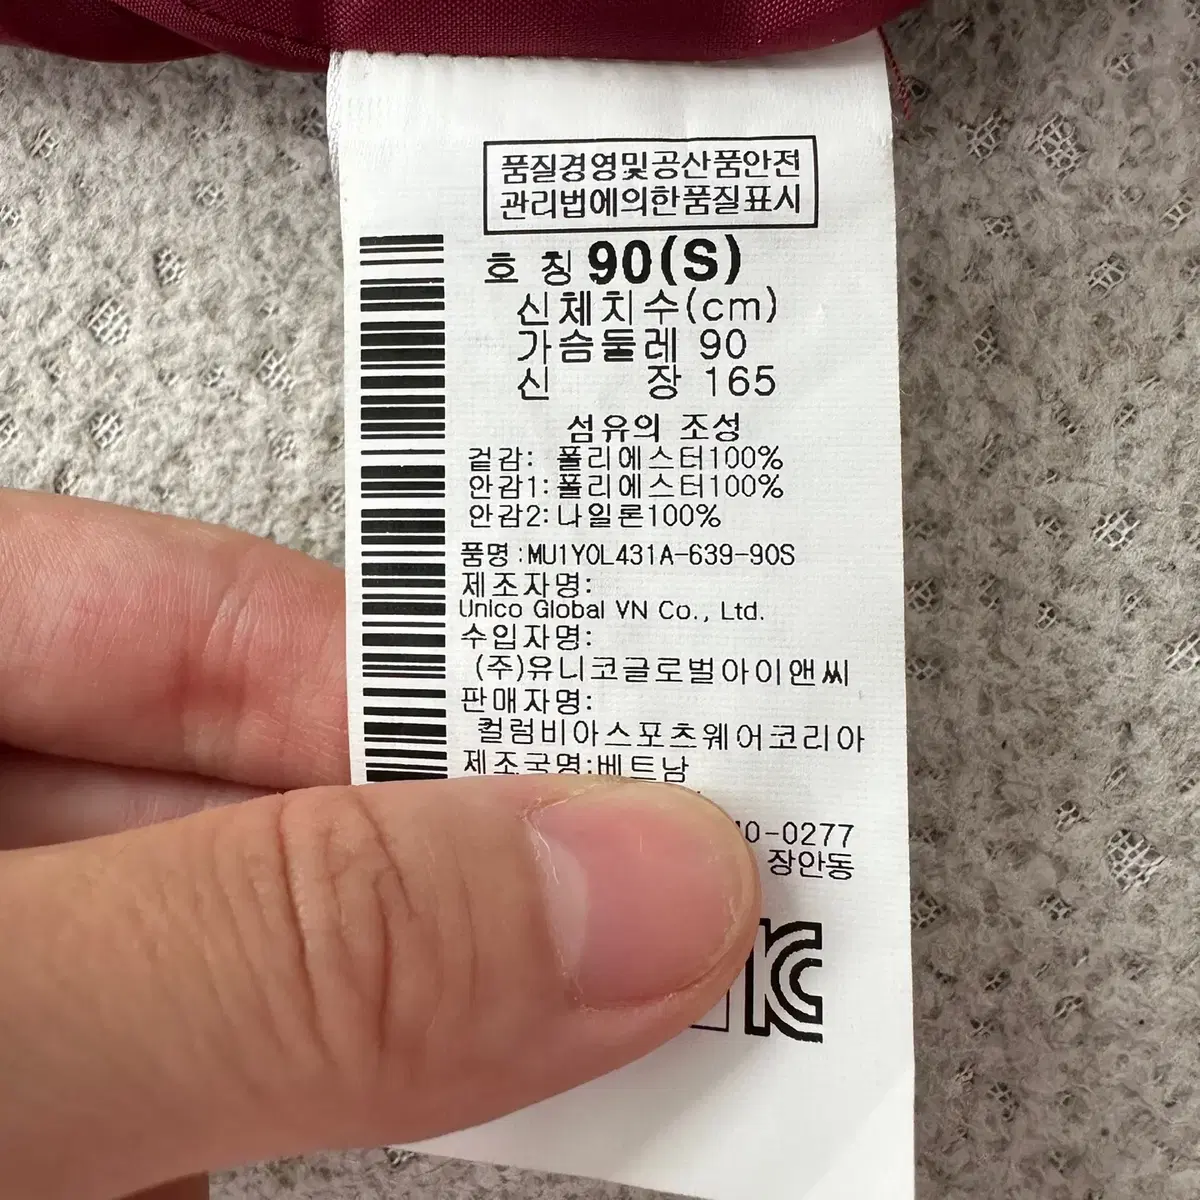 품질경영및공산품안전
관리법에의한품질표시
호 칭 90(S)
신체치수(cm)
가슴둘레 90
신 장 165
섬유의 조성
겉감: 폴리에스터100%
안감1:폴리에스터100%
안감2:나일론100%
품명:MU1YOL431A-639-90S
제조자명:
Unico Global VN Co., Ltd.
수입자명:
(주)유니코글로벌아이앤씨
판매자명:
컬럼비아스포츠웨어코리아
제조국명:베트남
0-0277
장안동